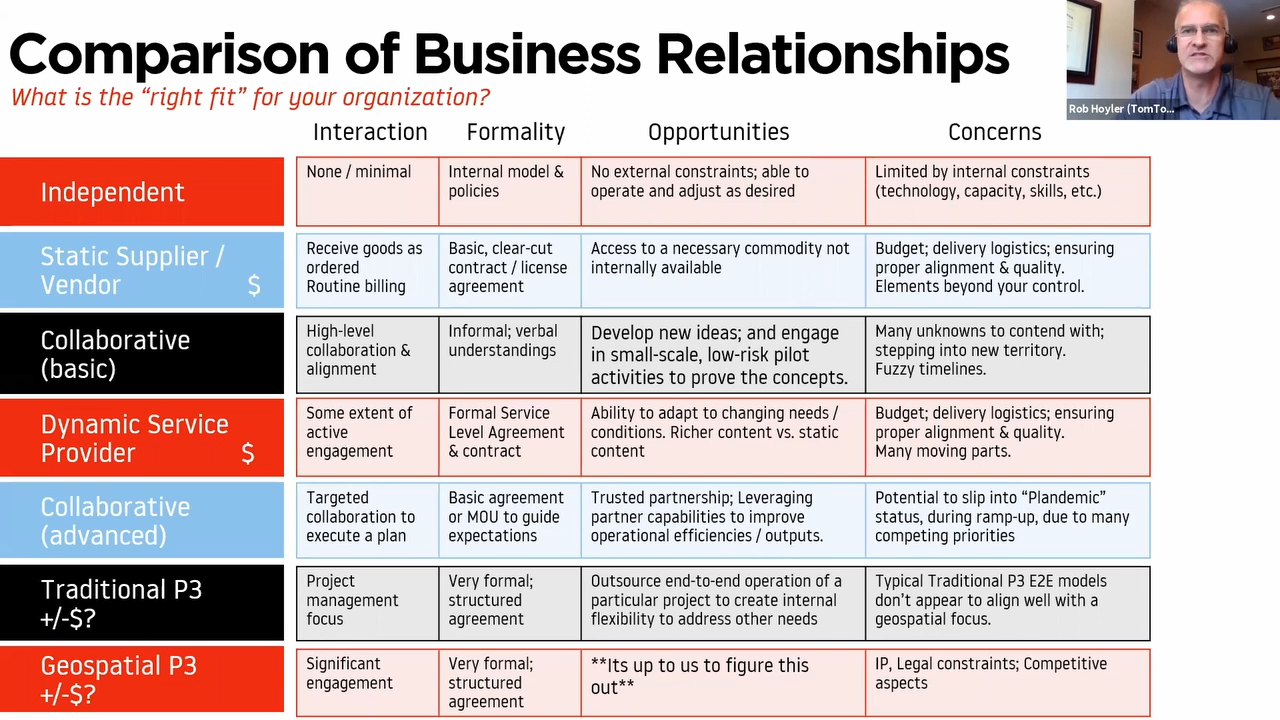 Comparison of Business Relationships
What is the “right fit” for your organization?
Rob Hoyler (TomTo...
Interaction
Formality
Opportunities
Concerns
Independent
None / minimal
Internal model &
policies
No external constraints; able to
operate and adjust as desired
Limited by internal constraints
(technology, capacity, skills, etc.)
Static Supplier /
Vendor $
Receive goods as
ordered
Routine billing
Basic, clear-cut
contract / license
agreement
Access to a necessary commodity not
internally available
Budget; delivery logistics; ensuring
proper alignment & quality.
Elements beyond your control.
Collaborative
(basic)
High-level
collaboration &
alignment
Informal; verbal
understandings
Develop new ideas; and engage
in small-scale, low-risk pilot
activities to prove the concepts.
Many unknowns to contend with;
stepping into new territory.
Fuzzy timelines.
Dynamic Service
Provider $
Some extent of
active
engagement
Formal Service
Level Agreement
& contract
Ability to adapt to changing needs /
conditions. Richer content vs. static
content
Budget; delivery logistics; ensuring
proper alignment & quality.
Many moving parts.
Collaborative
(advanced)
Targeted
collaboration to
execute a plan
Basic agreement
or MOU to guide
expectations
Trusted partnership; Leveraging
partner capabilities to improve
operational efficiencies / outputs.
Potential to slip into “Plandemic”
status, during ramp-up, due to many
competing priorities
Traditional P3
+/-$?
Project
management
focus
Very formal;
structured
agreement
Outsource end-to-end operation of a
particular project to create internal
flexibility to address other needs
Typical Traditional P3 E2E models
don’t appear to align well with a
geospatial focus.
Geospatial P3
+/-$?
Significant
engagement
Very formal;
structured
agreement
**Its up to us to figure this
out**
IP, Legal constraints; Competitive
aspects